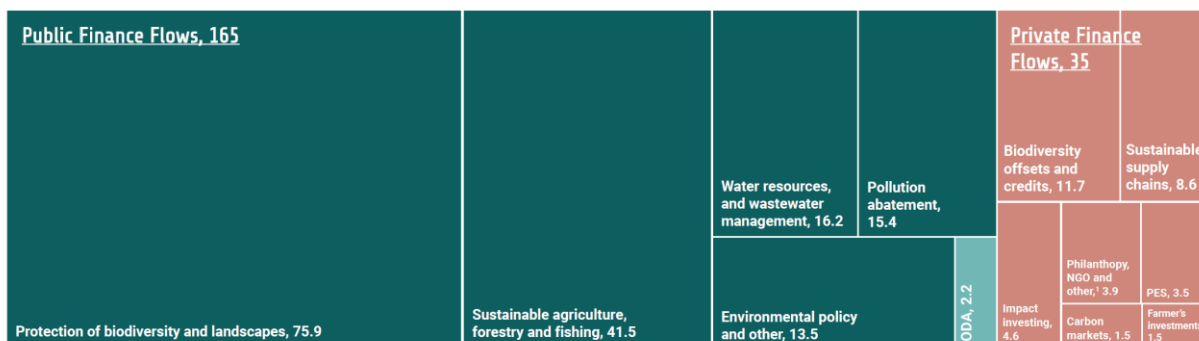 Public Finance Flows, 165
Protection of biodiversity and landscapes, 75.9
Sustainable agriculture,
forestry and fishing, 41.5
Water resources,
and wastewater
management, 16.2
Pollution
abatement,
15.4
Environmental policy
and other, 13.5
ODA, 2.2
Private Finance
Flows, 35
Biodiversity
offsets and
credits, 11.7
Sustainable
supply
chains, 8.6
Impact
investing,
4.6
Philanthopy,
NGO and
other,¹ 3.9
PES, 3.5
Carbon
markets, 1.5
Farmer's
investments
1.5